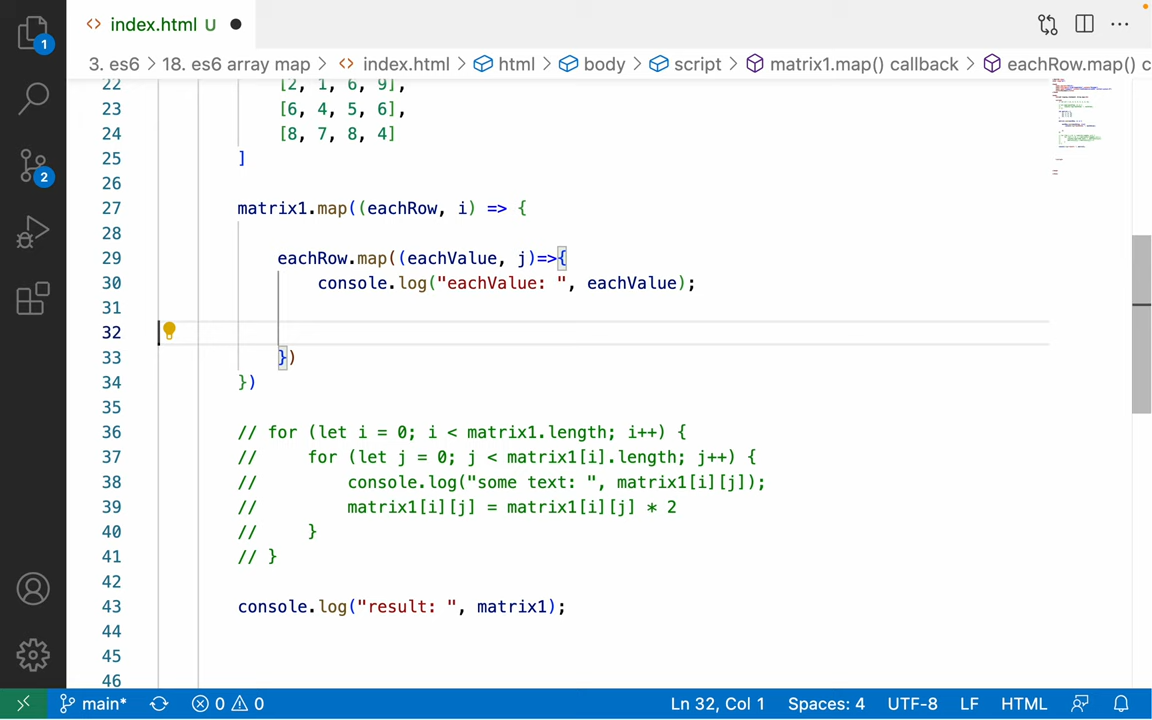 index.html U
3. es6 > 18. es6 array map > index.html > html > body > script > matrix1.map() callback > eachRow.map() c
22 [2, 1, 6, 9],
23 [6, 4, 5, 6],
24 [8, 7, 8, 4]
25 ]
26
27 matrix1.map((eachRow, i) => {
28
29 eachRow.map((eachValue, j)=>{
30 console.log("eachValue: ", eachValue);
31
32
33 })
34 })
35
36 // for (let i = 0; i < matrix1.length; i++) {
37 // for (let j = 0; j < matrix1[i].length; j++) {
38 // console.log("some text: ", matrix1[i][j]);
39 // matrix1[i][j] = matrix1[i][j] * 2
40 // }
41 // }
42
43 console.log("result: ", matrix1);
44
45
46
1
2
main* 0 0 Ln 32, Col 1 Spaces: 4 UTF-8 LF HTML